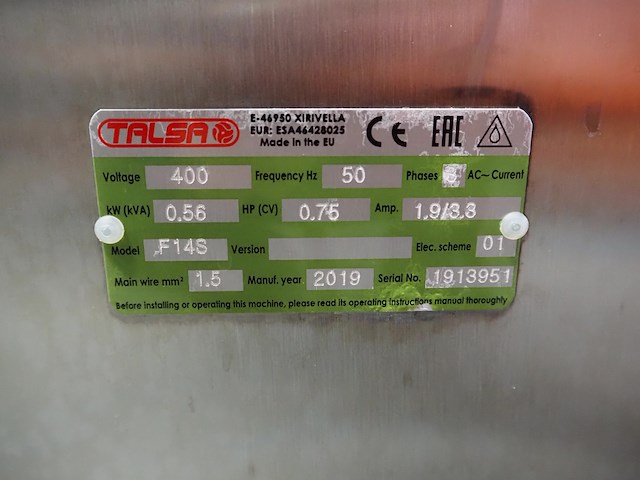 TALSA
E-46950 XIRIVELLA
EUR: ESA46428025
Made in the EU
CE EAC
Voltage 400 Frequency Hz 50 Phases 3 AC~ Current
kW (kVA) 0.56 HP (CV) 0.75 Amp. 1.9/3.3
Model F14S Version Elec. scheme 01
Main wire mm² 1.5 Manuf. year 2019 Serial No. 1913951
Before installing or operating this machine, please read its operating instructions manual thoroughly